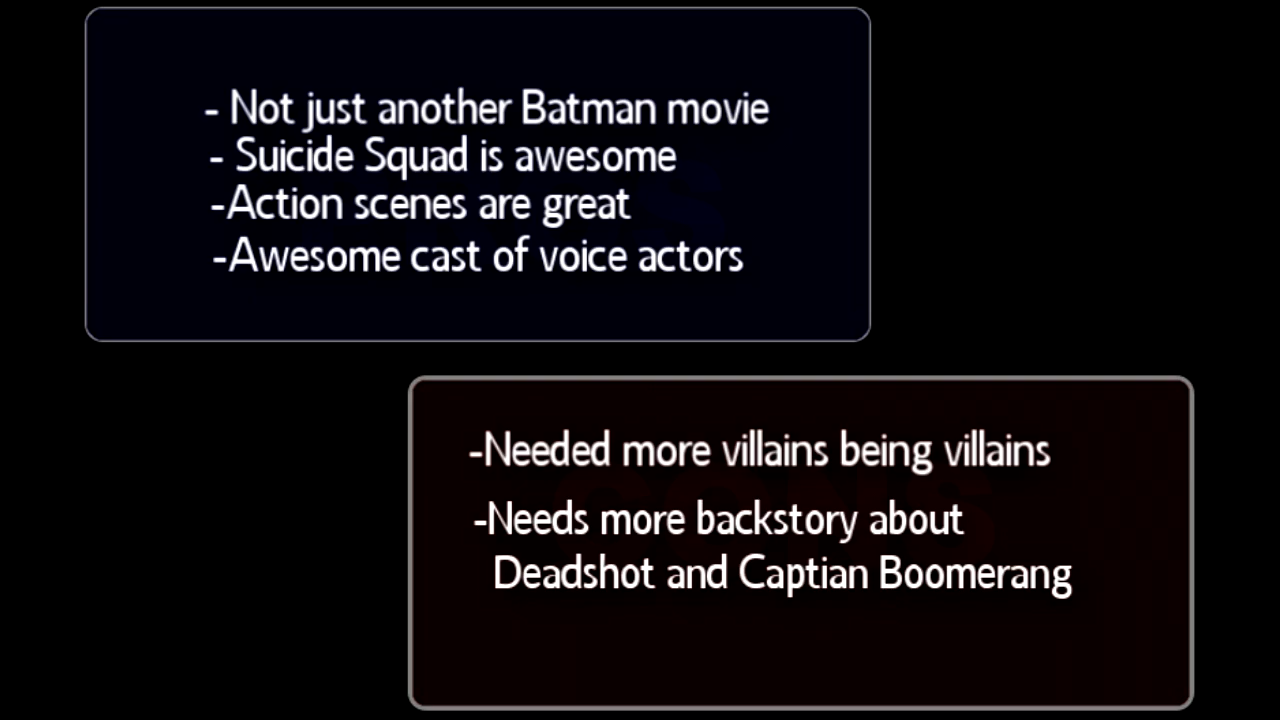 - Not just another Batman movie
- Suicide Squad is awesome
-Action scenes are great
-Awesome cast of voice actors
-Needed more villains being villains
-Needs more backstory about
Deadshot and Captian Boomerang